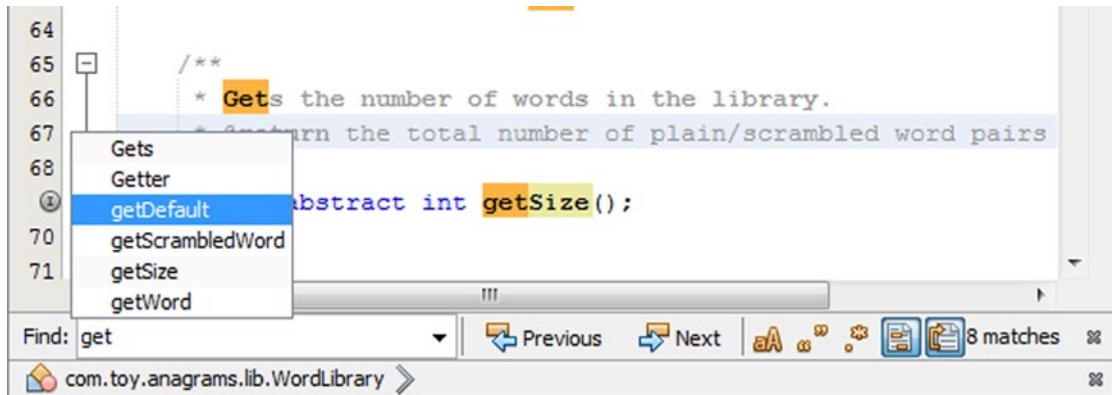 64
65 /**
66 * Gets the number of words in the library.
67 the total number of plain/scrambled word pairs
68
abstract int getSize();
70
71
Gets
Getter
getDefault
getScrambledWord
getSize
getWord
Find: get Previous Next 8 matches
com.toy.anagrams.lib.WordLibrary